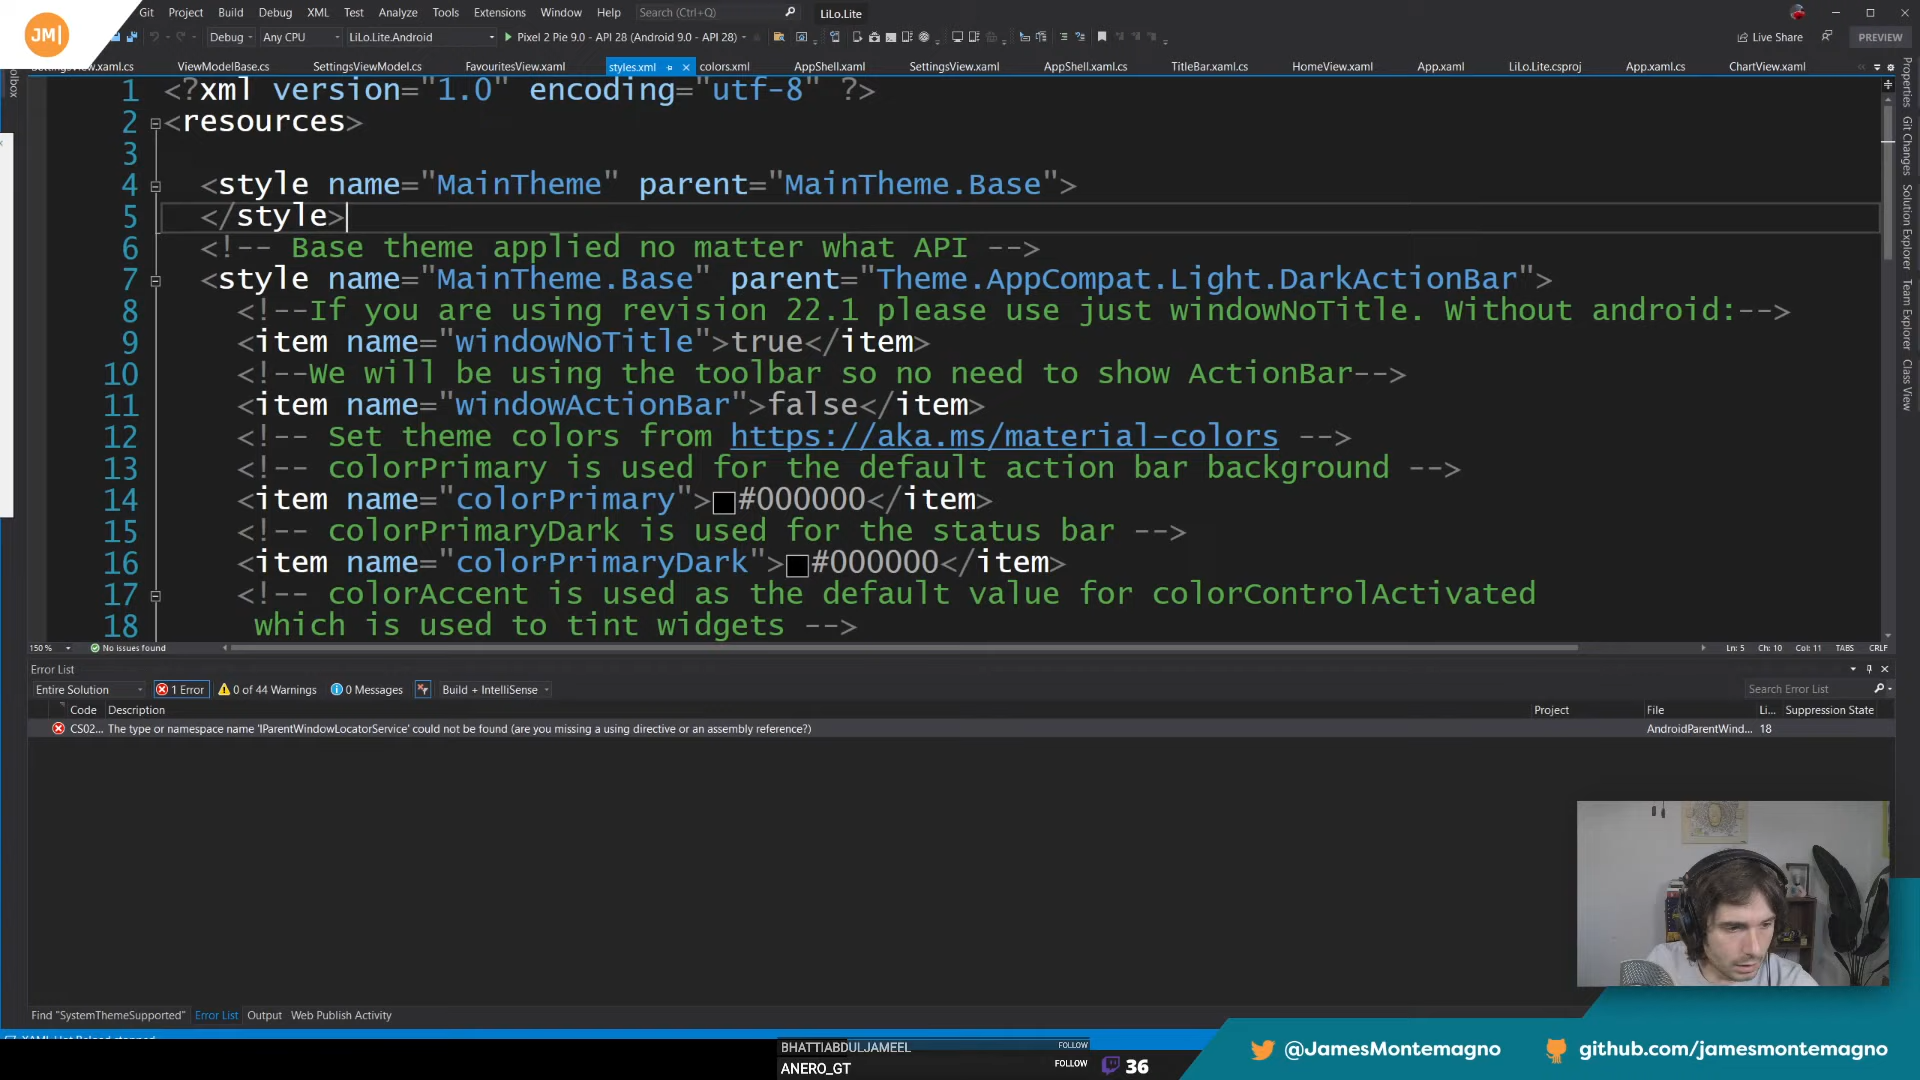 JM|
Git Project Build Debug XML Test Analyze Tools Extensions Window Help Search (Ctrl+Q) LiLo.Lite
Debug Any CPU LiLo.Lite.Android Pixel 2 Pie 9.0 - API 28 (Android 9.0 - API 28) Live Share PREVIEW
SettingsView.xaml.cs ViewModelBase.cs SettingsViewModel.cs FavouritesView.xaml styles.xml colors.xml AppShell.xaml SettingsView.xaml AppShell.xaml.cs TitleBar.xaml.cs HomeView.xaml App.xaml LiLo.Lite.csproj App.xaml.cs ChartView.xaml
1 <?xml version="1.0" encoding="utf-8" ?>
2 <resources>
3
4 <style name="MainTheme" parent="MainTheme.Base">
5 </style>
6 <!-- Base theme applied no matter what API -->
7 <style name="MainTheme.Base" parent="Theme.AppCompat.Light.DarkActionBar">
8 <!--If you are using revision 22.1 please use just windowNoTitle. Without android:-->
9 <item name="windowNoTitle">true</item>
10 <!--We will be using the toolbar so no need to show ActionBar-->
11 <item name="windowActionBar">false</item>
12 <!-- Set theme colors from https://aka.ms/material-colors -->
13 <!-- colorPrimary is used for the default action bar background -->
14 <item name="colorPrimary">#000000</item>
15 <!-- colorPrimaryDark is used for the status bar -->
16 <item name="colorPrimaryDark">#000000</item>
17 <!-- colorAccent is used as the default value for colorControlActivated
18 which is used to tint widgets -->
Properties
Git Changes
Solution Explorer
Team Explorer
Class View
150 % No issues found Ln: 5 Ch: 10 Col: 11 TABS CRLF
Error List
Entire Solution 1 Error 0 of 44 Warnings 0 Messages Build + IntelliSense Search Error List
Code Description Project File Li... Suppression State
CS02... The type or namespace name 'IParentWindowLocatorService' could not be found (are you missing a using directive or an assembly reference?) AndroidParentWind... 18
Find "SystemThemeSupported" Error List Output Web Publish Activity
BHATTIABDULJAMEEL FOLLOW
ANERO_GT FOLLOW 36
@JamesMontemagno github.com/jamesmontemagno